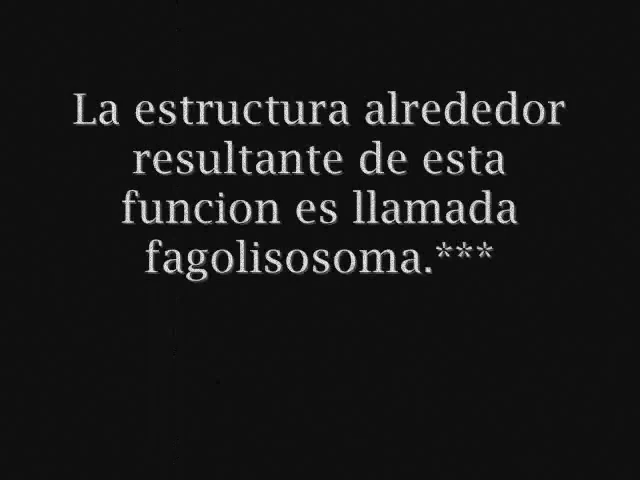 La estructura alrededor
resultante de esta
funcion es llamada
fagolisosoma.***